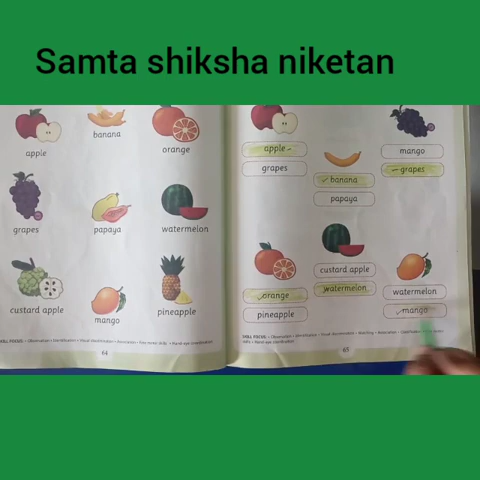 Samta shiksha niketan
apple
banana
orange
grapes
papaya
watermelon
custard apple
mango
pineapple
64
apple
grapes
banana
papaya
mango
grapes
orange
pineapple
custard apple
watermelon
watermelon
mango
65